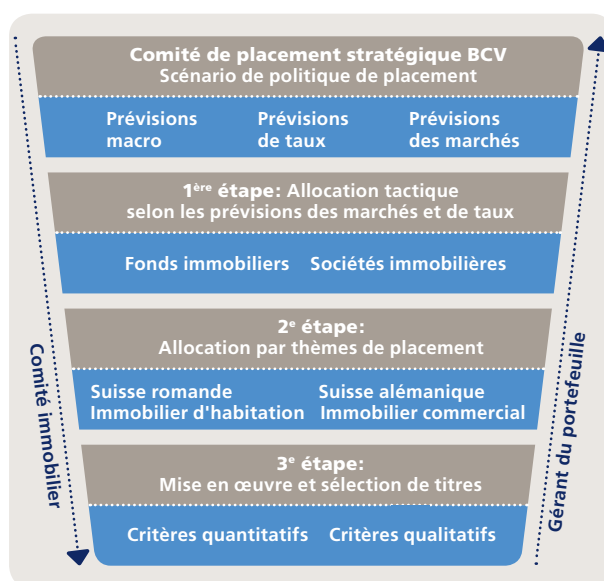 Comité de placement stratégique BCV
Scénario de politique de placement
Prévisions macro
Prévisions de taux
Prévisions des marchés
1ère étape: Allocation tactique
selon les prévisions des marchés et de taux
Fonds immobiliers Sociétés immobilières
2e étape:
Allocation par thèmes de placement
Suisse romande Suisse alémanique
Immobilier d'habitation Immobilier commercial
3e étape:
Mise en œuvre et sélection de titres
Critères quantitatifs Critères qualitatifs
Comité immobilier
Gérant du portefeuille